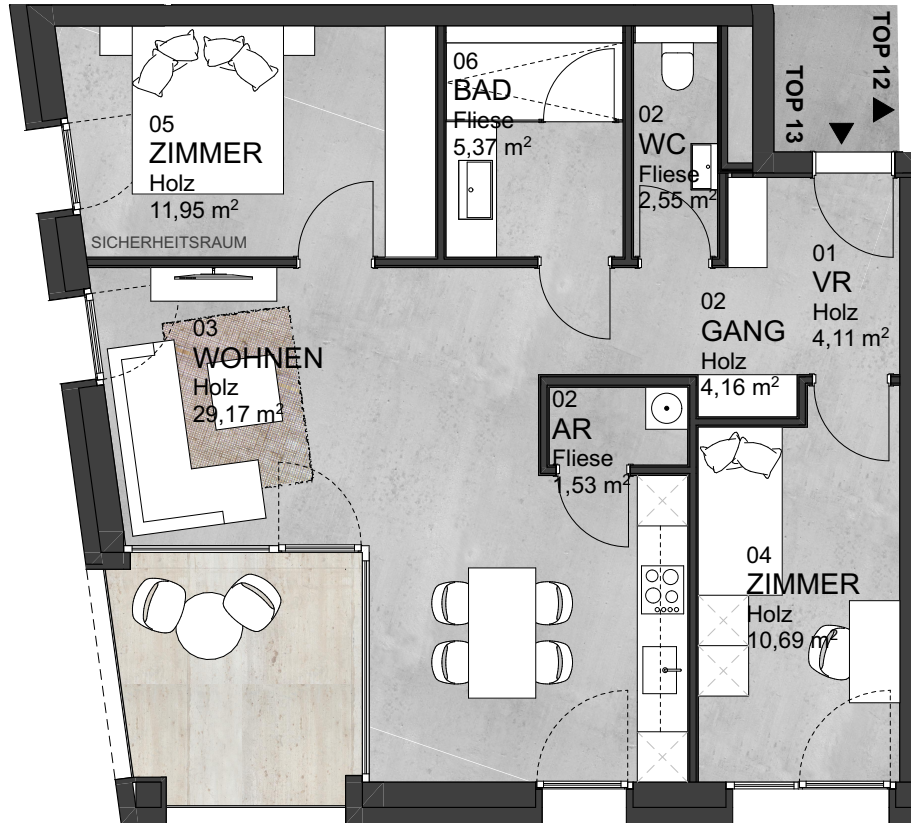 TOP 12
TOP 13
05
ZIMMER
Holz
11,95 m²
SICHERHEITSRAUM
06
BAD
Fliese
5,37 m²
02
WC
Fliese
2,55 m²
01
VR
Holz
4,11 m²
02
GANG
Holz
4,16 m²
03
WOHNEN
Holz
29,17 m²
02
AR
Fliese
1,53 m²
04
ZIMMER
Holz
10,69 m²